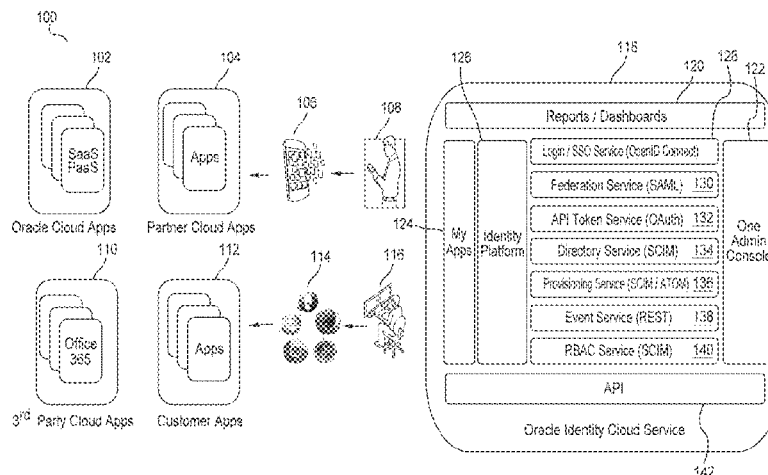 100
102
104
106
108
SaaS
PaaS
Apps
Oracle Cloud Apps
Partner Cloud Apps
110
112
114
116
Office
365
Apps
3rd Party Cloud Apps
Customer Apps
118
120
122
124
126
128
Reports / Dashboards
My
Apps
Identity
Platform
Login / SSO Service (OpenID Connect)
Federation Service (SAML) 130
API Token Service (OAuth) 132
Directory Service (SCIM) 134
Provisioning Service (SCIM / ATOM) 136
Event Service (REST) 138
RBAC Service (SCIM) 140
One
Admin
Console
API
Oracle Identity Cloud Service
142